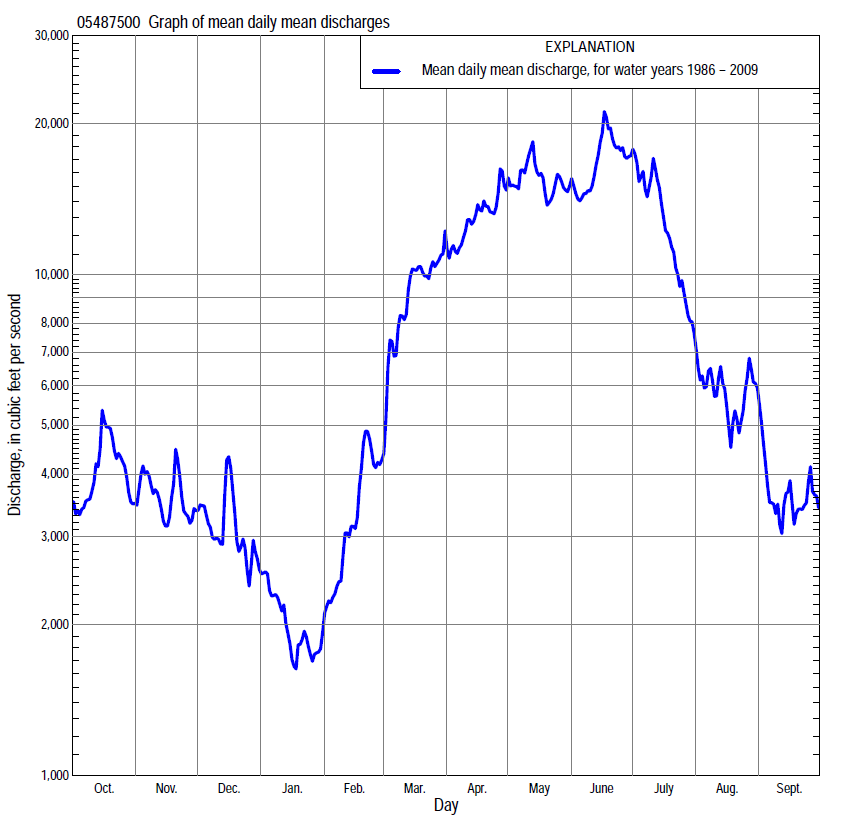 05487500 Graph of mean daily mean discharges
EXPLANATION
Mean daily mean discharge, for water years 1986 – 2009
Discharge, in cubic feet per second
30,000
20,000
10,000
8,000
7,000
6,000
5,000
4,000
3,000
2,000
1,000
Oct. Nov. Dec. Jan. Feb. Mar. Apr. May June July Aug. Sept.
Day